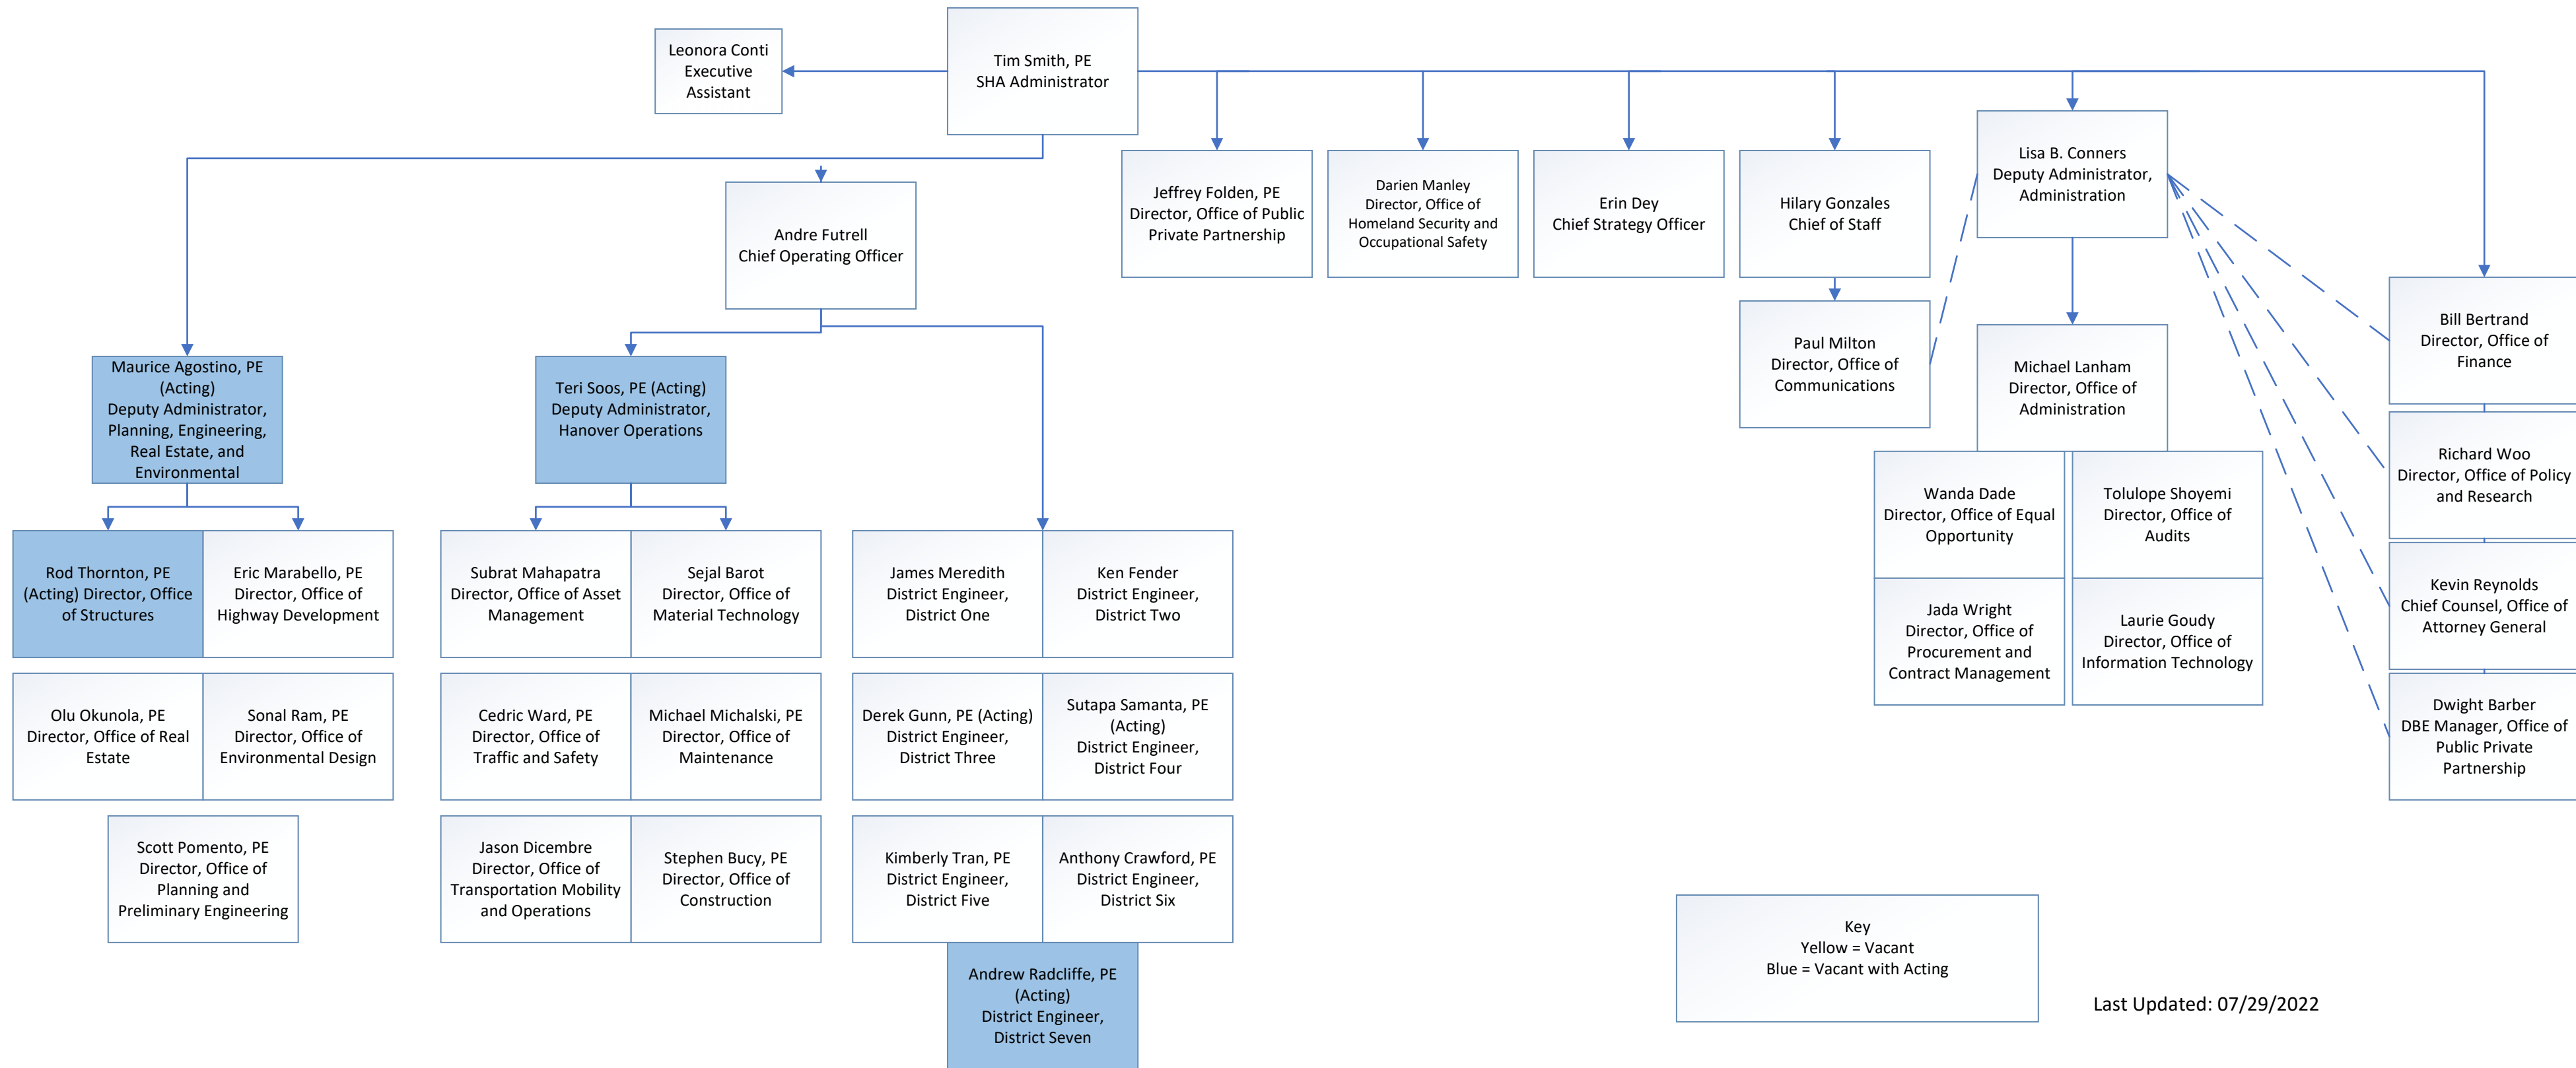 Leonora Conti
Executive
Assistant
Tim Smith, PE
SHA Administrator
Andre Futrell
Chief Operating Officer
Jeffrey Folden, PE
Director, Office of Public
Private Partnership
Darien Manley
Director, Office of
Homeland Security and
Occupational Safety
Erin Dey
Chief Strategy Officer
Hilary Gonzales
Chief of Staff
Lisa B. Conners
Deputy Administrator,
Administration
Paul Milton
Director, Office of
Communications
Michael Lanham
Director, Office of
Administration
Bill Bertrand
Director, Office of
Finance
Maurice Agostino, PE
(Acting)
Deputy Administrator,
Planning, Engineering,
Real Estate, and
Environmental
Teri Soos, PE (Acting)
Deputy Administrator,
Hanover Operations
Richard Woo
Director, Office of Policy
and Research
Wanda Dade
Director, Office of Equal
Opportunity
Tolulope Shoyemi
Director, Office of
Audits
Rod Thornton, PE
(Acting) Director, Office
of Structures
Eric Marabello, PE
Director, Office of
Highway Development
Subrat Mahapatra
Director, Office of Asset
Management
Sejal Barot
Director, Office of
Material Technology
James Meredith
District Engineer,
District One
Ken Fender
District Engineer,
District Two
Jada Wright
Director, Office of
Procurement and
Contract Management
Laurie Goudy
Director, Office of
Information Technology
Kevin Reynolds
Chief Counsel, Office of
Attorney General
Olu Okunola, PE
Director, Office of Real
Estate
Sonal Ram, PE
Director, Office of
Environmental Design
Cedric Ward, PE
Director, Office of
Traffic and Safety
Michael Michalski, PE
Director, Office of
Maintenance
Derek Gunn, PE (Acting)
District Engineer,
District Three
Sutapa Samanta, PE
(Acting)
District Engineer,
District Four
Dwight Barber
DBE Manager, Office of
Public Private
Partnership
Scott Pomento, PE
Director, Office of
Planning and
Preliminary Engineering
Jason Dicembre
Director, Office of
Transportation Mobility
and Operations
Stephen Bucy, PE
Director, Office of
Construction
Kimberly Tran, PE
District Engineer,
District Five
Anthony Crawford, PE
District Engineer,
District Six
Andrew Radcliffe, PE
(Acting)
District Engineer,
District Seven
Key
Yellow = Vacant
Blue = Vacant with Acting
Last Updated: 07/29/2022